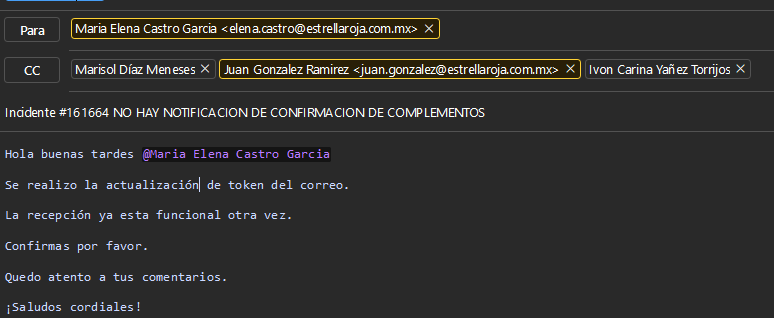 Para
Maria Elena Castro Garcia <elena.castro@estrellaroja.com.mx> ×
CC
Marisol Díaz Meneses × Juan Gonzalez Ramirez <juan.gonzalez@estrellaroja.com.mx> × Ivon Carina Yañez Torrijos ×
Incidente #161664 NO HAY NOTIFICACION DE CONFIRMACION DE COMPLEMENTOS
Hola buenas tardes @Maria Elena Castro Garcia
Se realizo la actualización de token del correo.
La recepción ya esta funcional otra vez.
Confirmas por favor.
Quedo atento a tus comentarios.
¡Saludos cordiales!